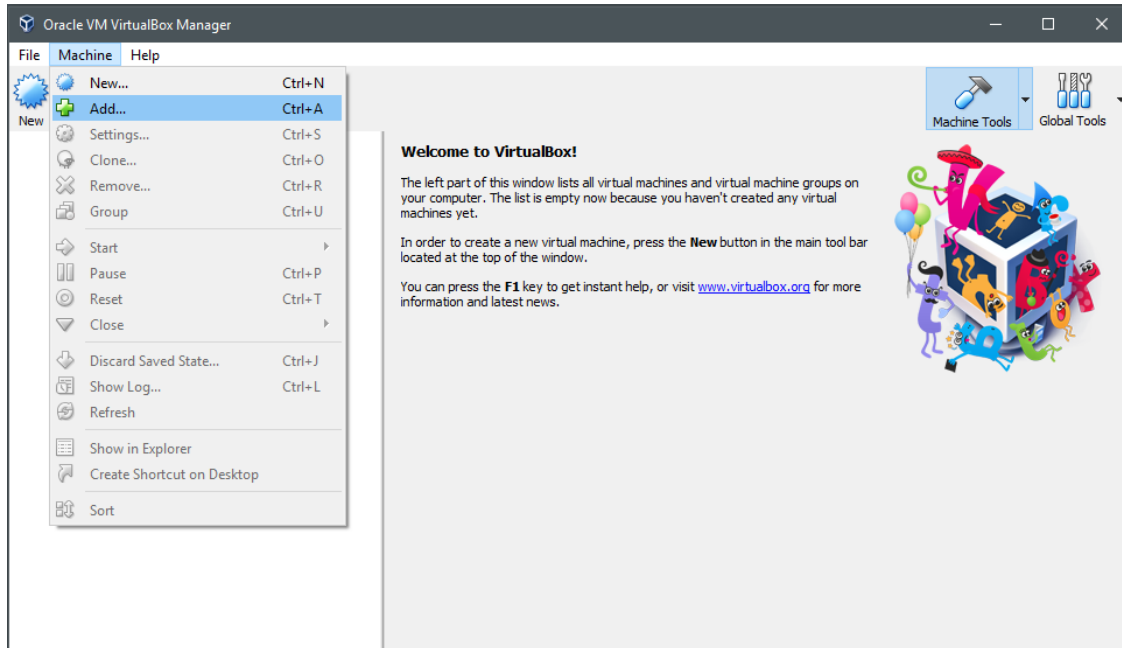 Oracle VM VirtualBox Manager
File Machine Help
New
New... Ctrl+N
Add... Ctrl+A
Settings... Ctrl+S
Clone... Ctrl+O
Remove... Ctrl+R
Group Ctrl+U
Start
Pause Ctrl+P
Reset Ctrl+T
Close
Discard Saved State... Ctrl+J
Show Log... Ctrl+L
Refresh
Show in Explorer
Create Shortcut on Desktop
Sort
Machine Tools
Global Tools
Welcome to VirtualBox!
The left part of this window lists all virtual machines and virtual machine groups on
your computer. The list is empty now because you haven't created any virtual
machines yet.
In order to create a new virtual machine, press the New button in the main tool bar
located at the top of the window.
You can press the F1 key to get instant help, or visit www.virtualbox.org for more
information and latest news.